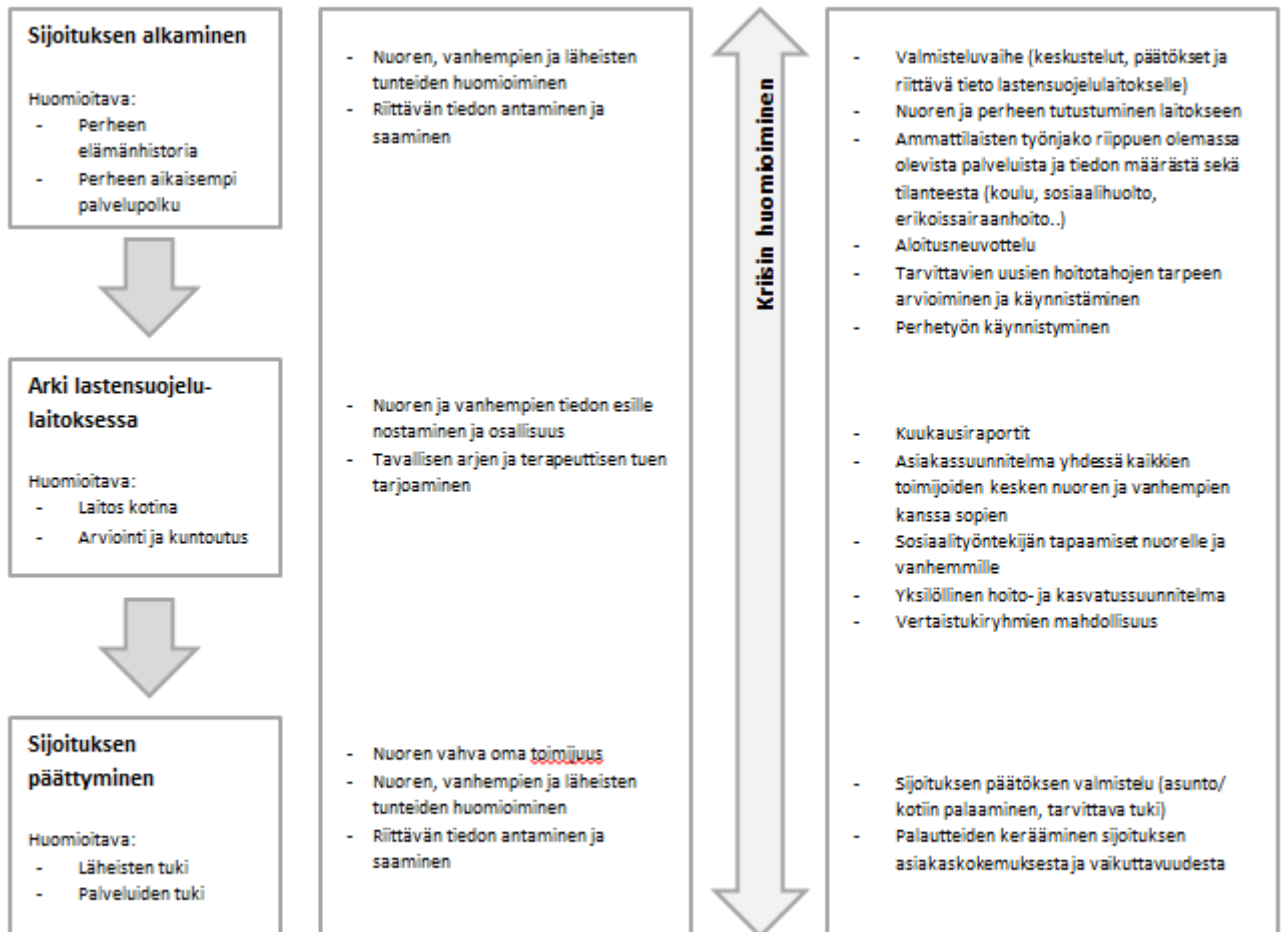 Sijoituksen alkaminen
Huomioitava:
- Perheen
elämänhistoria
- Perheen aikaisempi
palvelupolku
Arki lastensuojelu-
laitoksessa
Huomioitava:
- Laitos kotina
- Arviointi ja kuntoutus
Sijoituksen
päättyminen
Huomioitava:
- Läheisten tuki
- Palveluiden tuki
- Nuoren, vanhempien ja läheisten
tunteiden huomioiminen
- Riittävän tiedon antaminen ja
saaminen
- Nuoren ja vanhempien tiedon esille
nostaminen ja osallisuus
- Tavallisen arjen ja terapeuttisen tuen
tarjoaminen
- Nuoren vahva oma toimijuus
- Nuoren, vanhempien ja läheisten
tunteiden huomioiminen
- Riittävän tiedon antaminen ja
saaminen
Kriisin huomioiminen
- Valmisteluvaihe (keskustelut, päätökset ja
riittävä tieto lastensuojelulaitokselle)
- Nuoren ja perheen tutustuminen laitokseen
- Ammattilaisten työnjako riippuen olemassa
olevista palveluista ja tiedon määrästä sekä
tilanteesta (koulu, sosiaalihuolto,
erikoissairaanhoito..)
- Aloitusneuvottelu
- Tarvittavien uusien hoitotahojen tarpeen
arvioiminen ja käynnistäminen
- Perhetyön käynnistyminen
- Kuukausiraportit
- Asiakassuunnitelma yhdessä kaikkien
toimijoiden kesken nuoren ja vanhempien
kanssa sopien
- Sosiaalityöntekijän tapaamiset nuorelle ja
vanhemmille
- Yksilöllinen hoito- ja kasvatussuunnitelma
- Vertaistukiryhmien mahdollisuus
- Sijoituksen päätöksen valmistelu (asunto/
kotiin palaaminen, tarvittava tuki)
- Palautteiden kerääminen sijoituksen
asiakaskokemuksesta ja vaikuttavuudesta